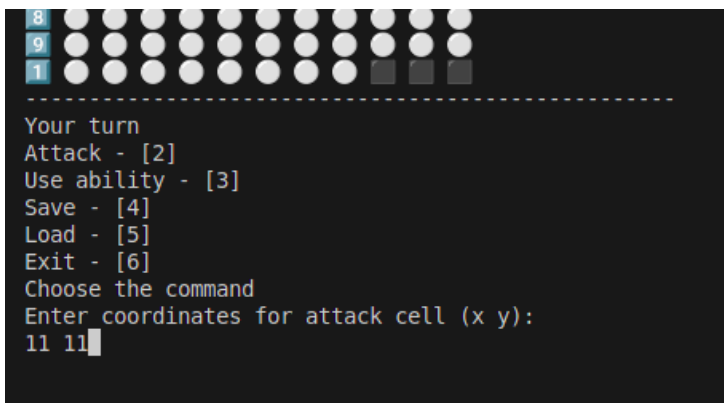 8 ⚪ ⚪ ⚪ ⚪ ⚪ ⚪ ⚪ ⚪ ⚪ ⚪ ⚪
9 ⚪ ⚪ ⚪ ⚪ ⚪ ⚪ ⚪ ⚪ ⚪ ⚪ ⚪
1 ⚪ ⚪ ⚪ ⚪ ⚪ ⚪ ⚪ ⚪ ⬛ ⬛ ⬛
---------------------------------------------------
Your turn
Attack - [2]
Use ability - [3]
Save - [4]
Load - [5]
Exit - [6]
Choose the command
Enter coordinates for attack cell (x y):
11 11